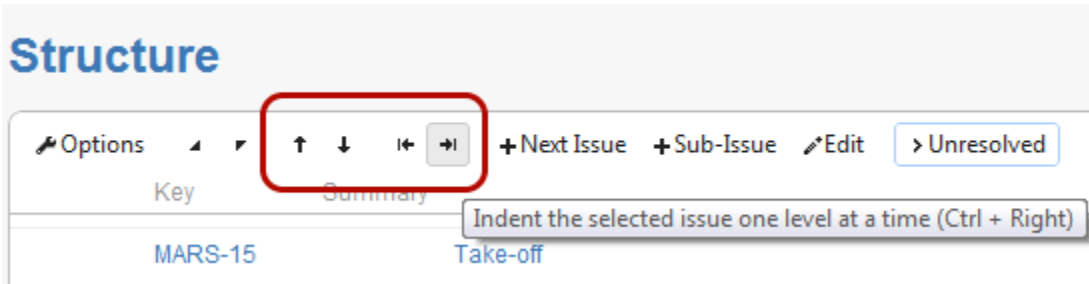 Structure
Options
+Next Issue +Sub-Issue Edit > Unresolved
Key Summary
Indent the selected issue one level at a time (Ctrl + Right)
MARS-15 Take-off